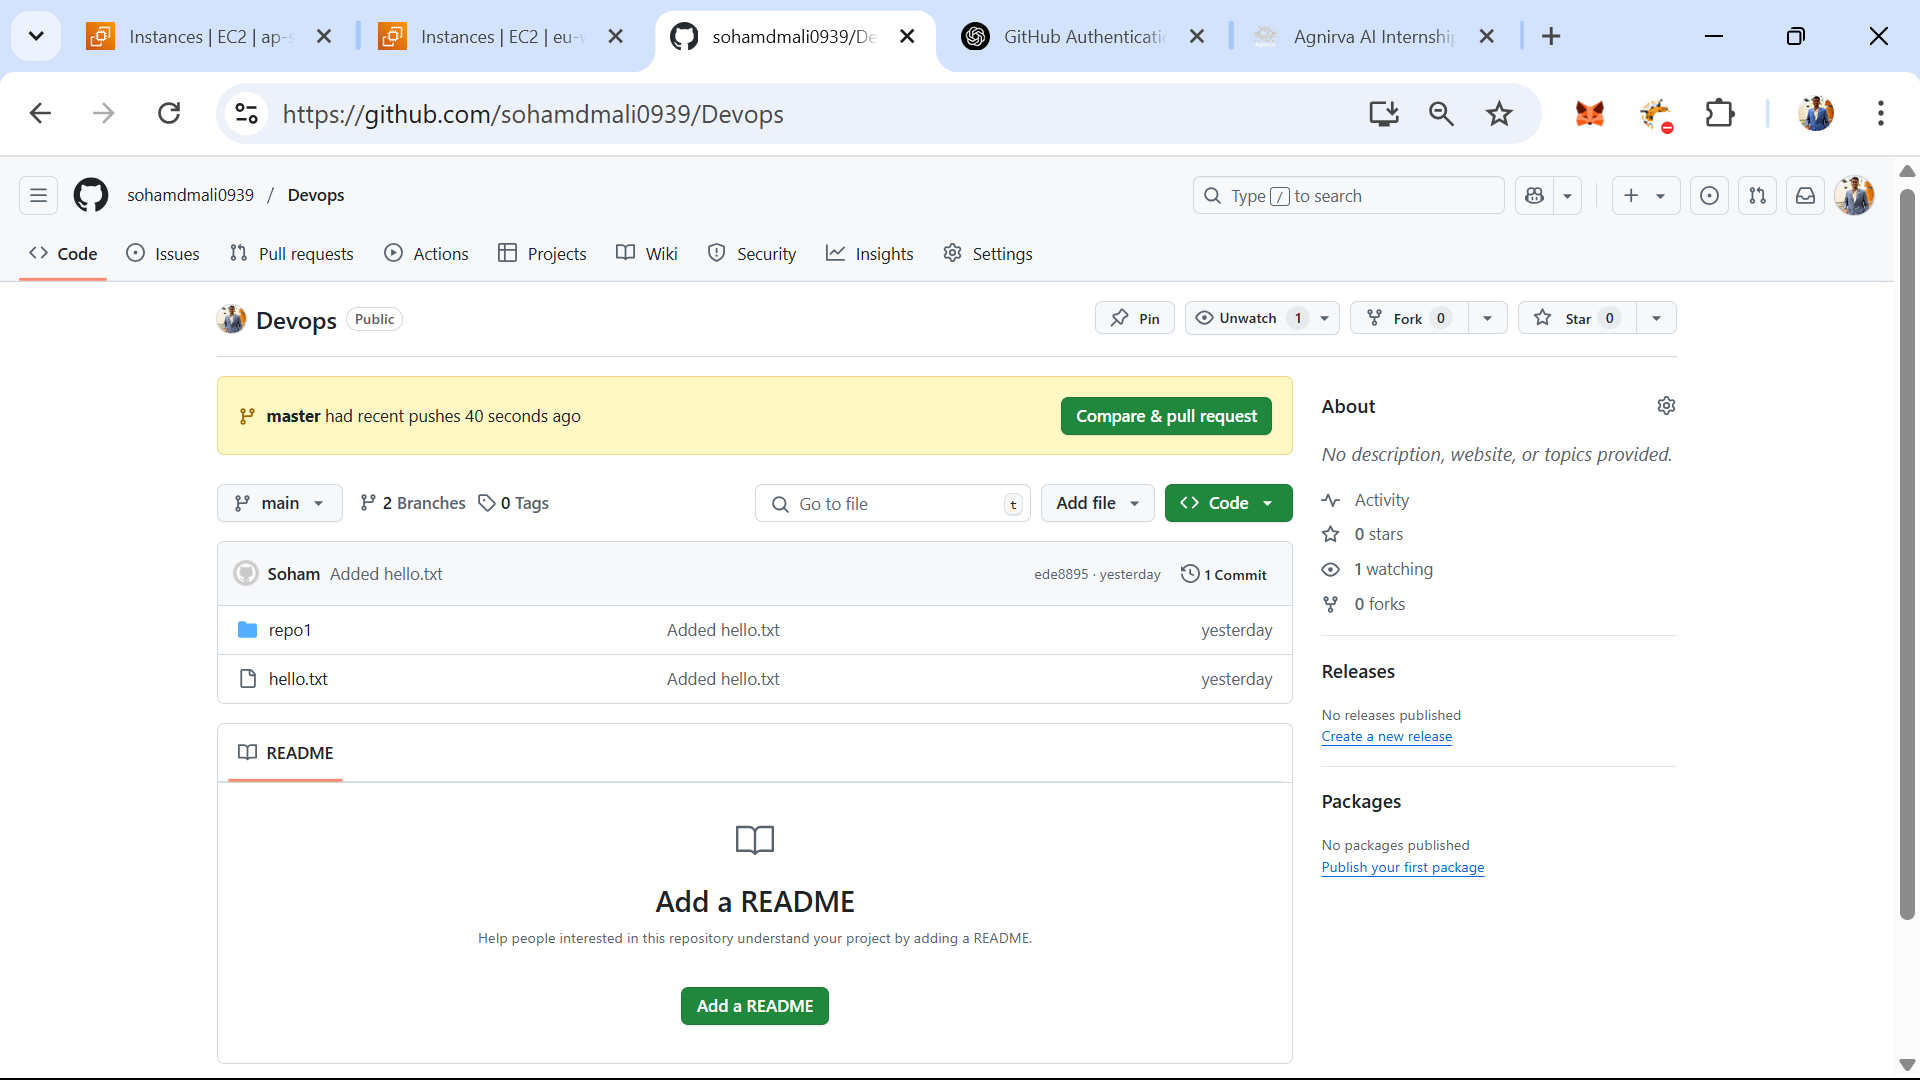 Instances | EC2 | ap-s
Instances | EC2 | eu-w
sohamdmali0939/De
GitHub Authenticatio
Agnirva AI Internship
https://github.com/sohamdmali0939/Devops
sohamdmali0939 / Devops
Type / to search
Code
Issues
Pull requests
Actions
Projects
Wiki
Security
Insights
Settings
Devops Public
Pin
Unwatch 1
Fork 0
Star 0
master had recent pushes 40 seconds ago
Compare & pull request
main
2 Branches
0 Tags
Go to file t
Add file
Code
Soham Added hello.txt
ede8895 · yesterday
1 Commit
repo1 Added hello.txt yesterday
hello.txt Added hello.txt yesterday
README
Add a README
Help people interested in this repository understand your project by adding a README.
Add a README
About
No description, website, or topics provided.
Activity
0 stars
1 watching
0 forks
Releases
No releases published
Create a new release
Packages
No packages published
Publish your first package